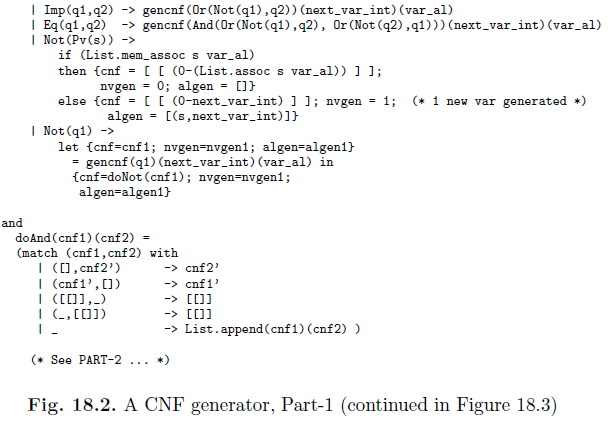 | Imp(q1,q2) -> gencnf(Or(Not(q1),q2))(next_var_int)(var_al)
| Eq(q1,q2) -> gencnf(And(Or(Not(q1),q2), Or(Not(q2),q1)))(next_var_int)(var_al)
| Not(Pv(s)) ->
if (List.mem_assoc s var_al)
then {cnf = [ [ (0-(List.assoc s var_al)) ] ];
nvgen = 0; algen = []}
else {cnf = [ [ (0-next_var_int) ] ]; nvgen = 1; (* 1 new var generated *)
algen = [(s,next_var_int)]}
| Not(q1) ->
let {cnf=cnf1; nvgen=nvgen1; algen=algen1}
= gencnf(q1)(next_var_int)(var_al) in
{cnf=doNot(cnf1); nvgen=nvgen1;
algen=algen1}
and
doAnd(cnf1)(cnf2) =
(match (cnf1,cnf2) with
| ([],cnf2') -> cnf2'
| (cnf1',[]) -> cnf1'
| ([[]],_) -> [[]]
| (_,[[]]) -> [[]]
| _ -> List.append(cnf1)(cnf2) )
(* See PART-2 ... *)
Fig. 18.2. A CNF generator, Part-1 (continued in Figure 18.3)